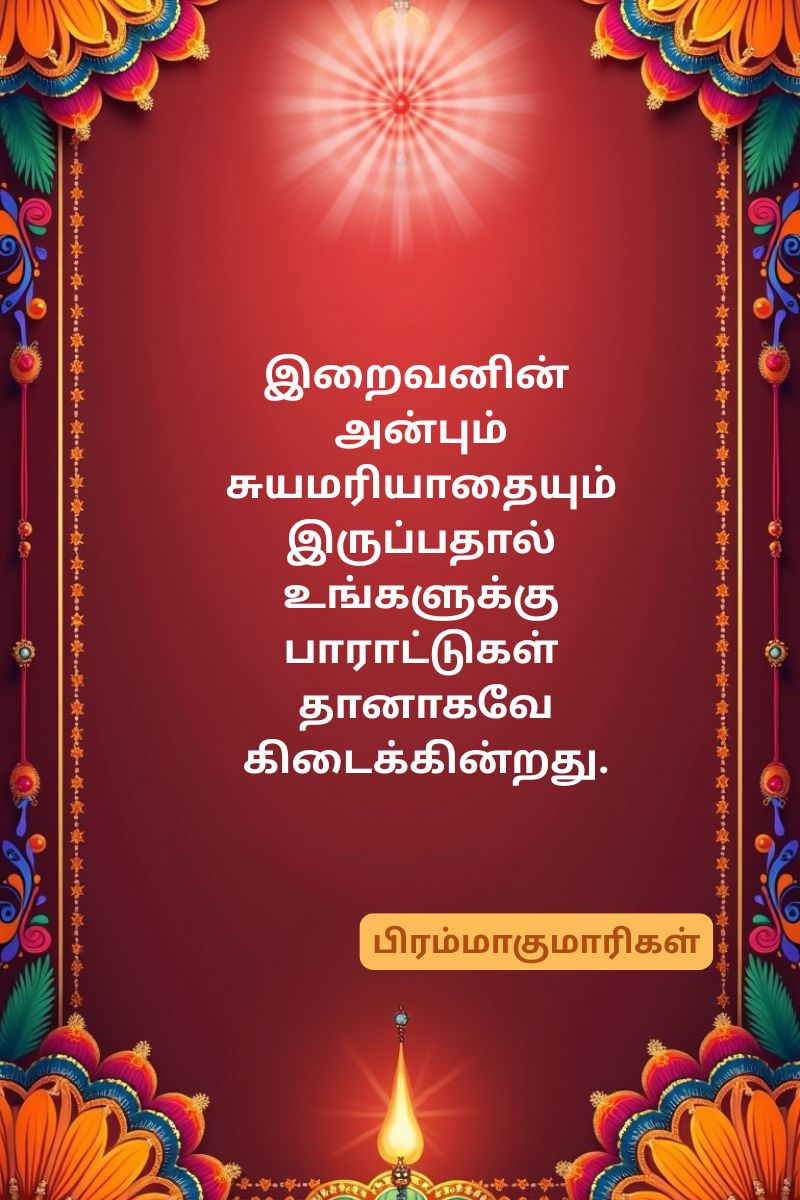 இறைவனின்
அன்பும்
சுயமரியாதையும்
இருப்பதால்
உங்களுக்கு
பாராட்டுகள்
தானாகவே
கிடைக்கின்றது.
பிரம்மாகுமாரிகள்